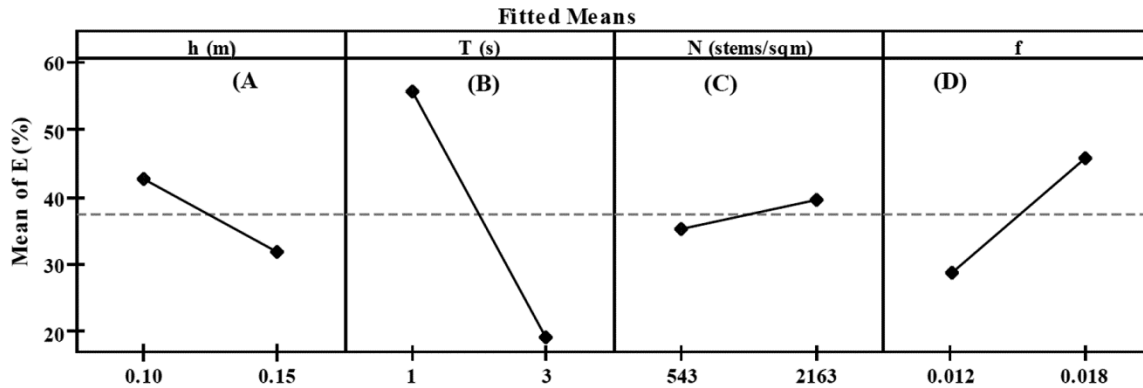 Fitted Means
h (m) T (s) N (stems/sqm) f
(A (B) (C) (D)
Mean of E (%)
60
50
40
30
20
0.10 0.15 1 3 543 2163 0.012 0.018